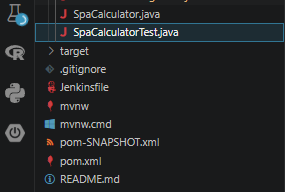 SpaCalculator.java
SpaCalculatorTest.java
target
.gitignore
Jenkinsfile
mvnw
mvnw.cmd
pom-SNAPSHOT.xml
pom.xml
README.md